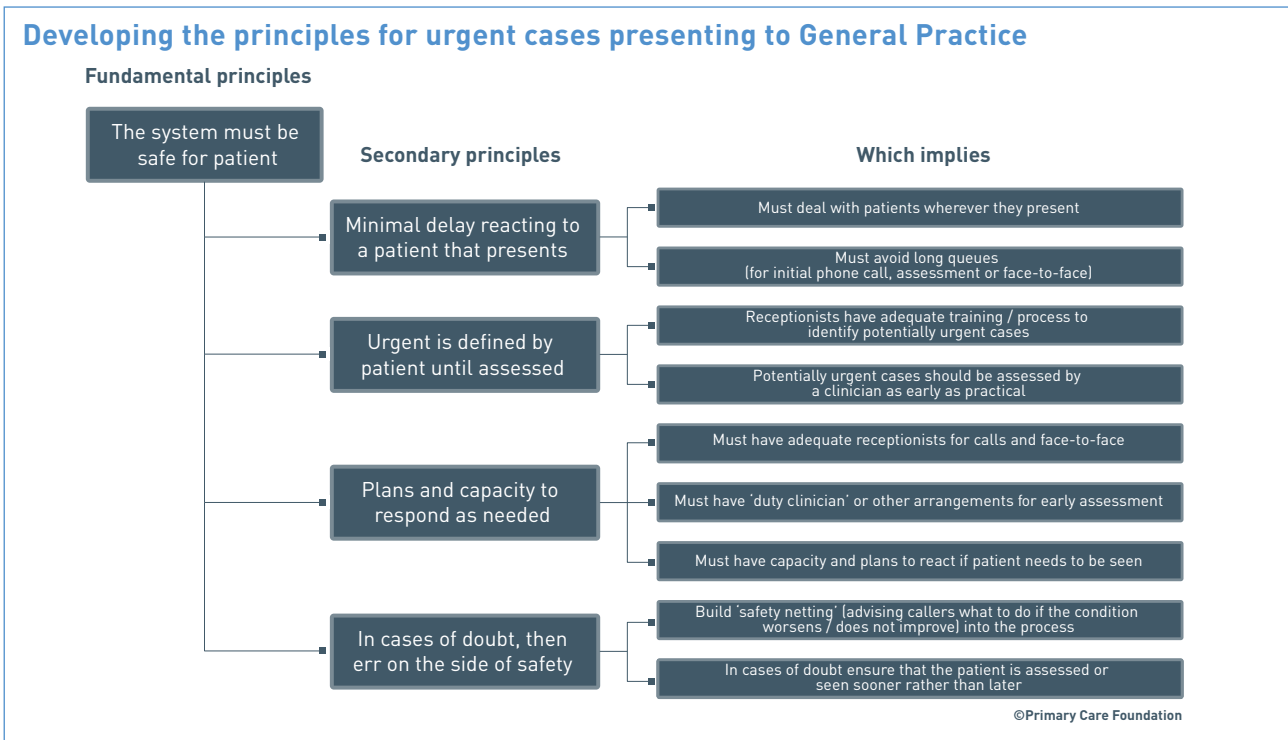 Developing the principles for urgent cases presenting to General Practice
Fundamental principles
The system must be
safe for patient
Secondary principles
Which implies
Minimal delay reacting to
a patient that presents
Must deal with patients wherever they present
Must avoid long queues
(for initial phone call, assessment or face-to-face)
Urgent is defined by
patient until assessed
Receptionists have adequate training / process to
identify potentially urgent cases
Potentially urgent cases should be assessed by
a clinician as early as practical
Plans and capacity to
respond as needed
Must have adequate receptionists for calls and face-to-face
Must have ‘duty clinician’ or other arrangements for early assessment
Must have capacity and plans to react if patient needs to be seen
In cases of doubt, then
err on the side of safety
Build ‘safety netting’ (advising callers what to do if the condition
worsens / does not improve) into the process
In cases of doubt ensure that the patient is assessed or
seen sooner rather than later
©Primary Care Foundation